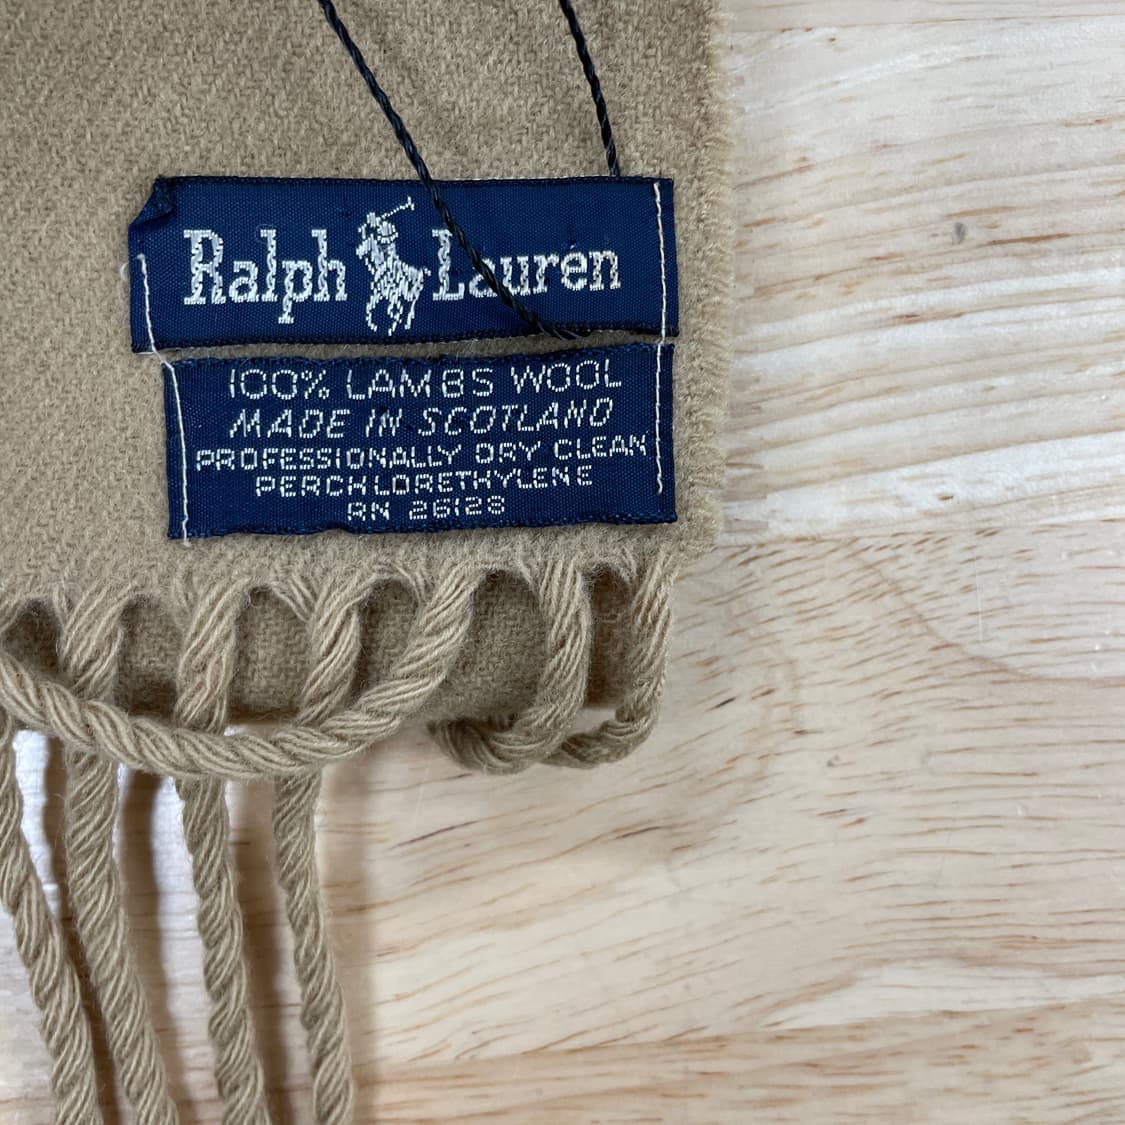 Ralph Lauren
100% LAMBS WOOL
MADE IN SCOTLAND
PROFESSIONALLY DRY CLEAN
PERCHLORETHYLENE
RN 26128